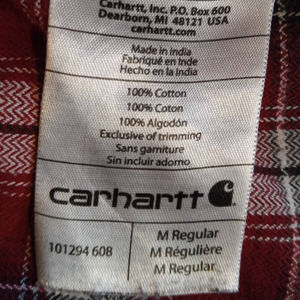 Carhartt, Inc. P.O. Box 600
Dearborn, MI 48121 USA
carhartt.com
Made in India
Fabriqué en Inde
Hecho en la India
100% Cotton
100% Coton
100% Algodón
Exclusive of trimming
Sans garniture
Sin incluir adorno
carhartt
101294 608
M Regular
M Régulière
M Regular